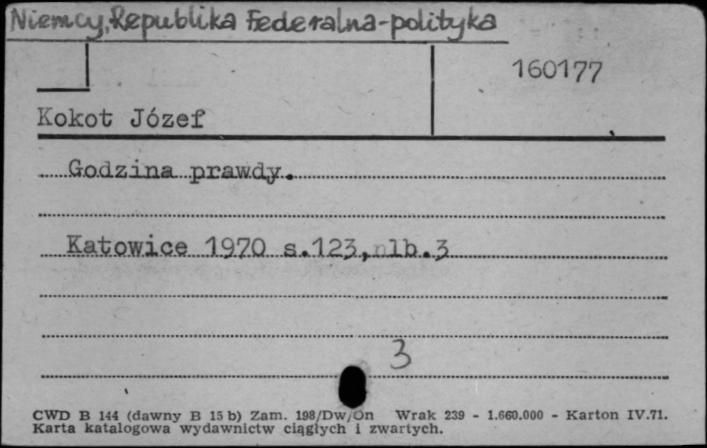 Niemcy, Republika Federalna-polityka
160177
Kokot Józef
Godzina prawdy.
Katowice 1970 s.123,nlb.3
3
CWD B 144 (dawny B 15 b) Zam. 198/Dw/On Wrak 239 - 1.660.000 - Karton IV.71.
Karta katalogowa wydawnictw ciągłych i zwartych.